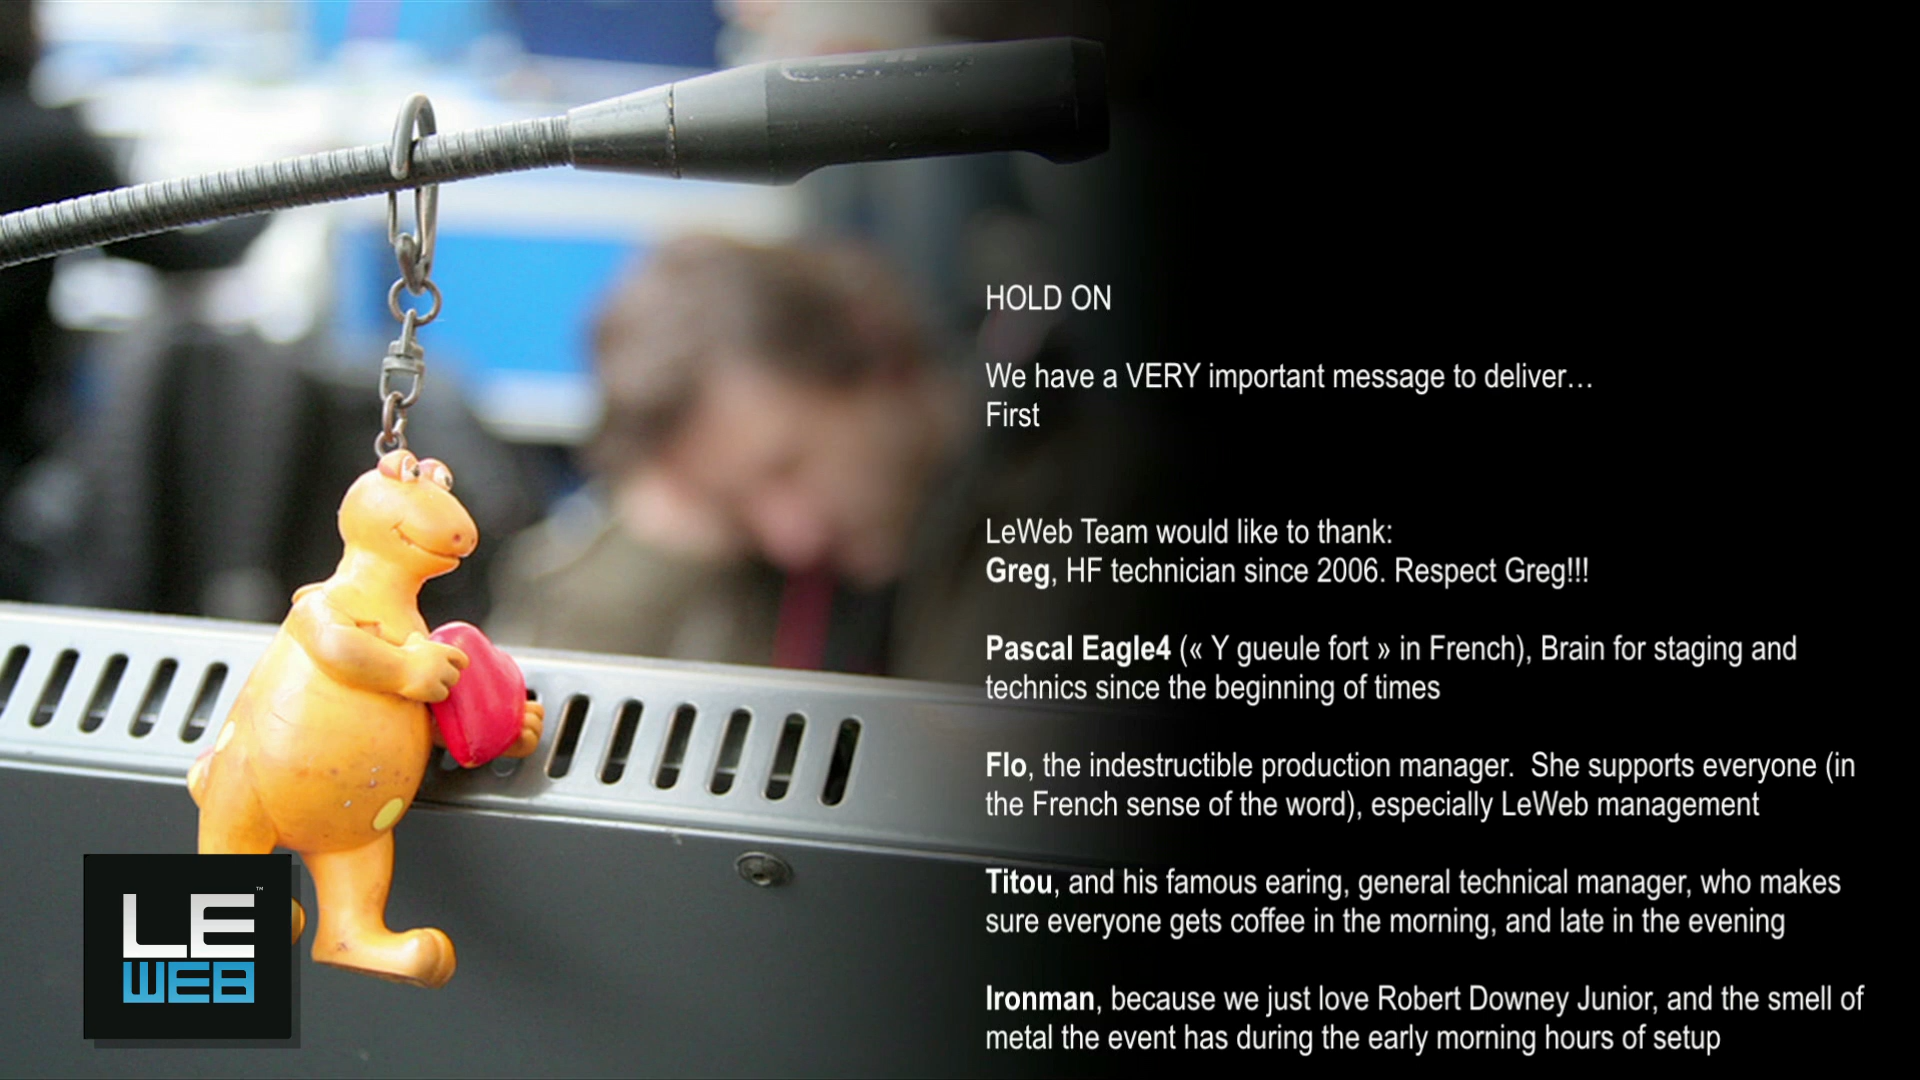 HOLD ON
We have a VERY important message to deliver…
First
LeWeb Team would like to thank:
Greg, HF technician since 2006. Respect Greg!!!
Pascal Eagle4 (« Y gueule fort » in French), Brain for staging and
technics since the beginning of times
Flo, the indestructible production manager.  She supports everyone (in
the French sense of the word), especially LeWeb management
Titou, and his famous earing, general technical manager, who makes
sure everyone gets coffee in the morning, and late in the evening
Ironman, because we just love Robert Downey Junior, and the smell of
metal the event has during the early morning hours of setup
LE™
WEB